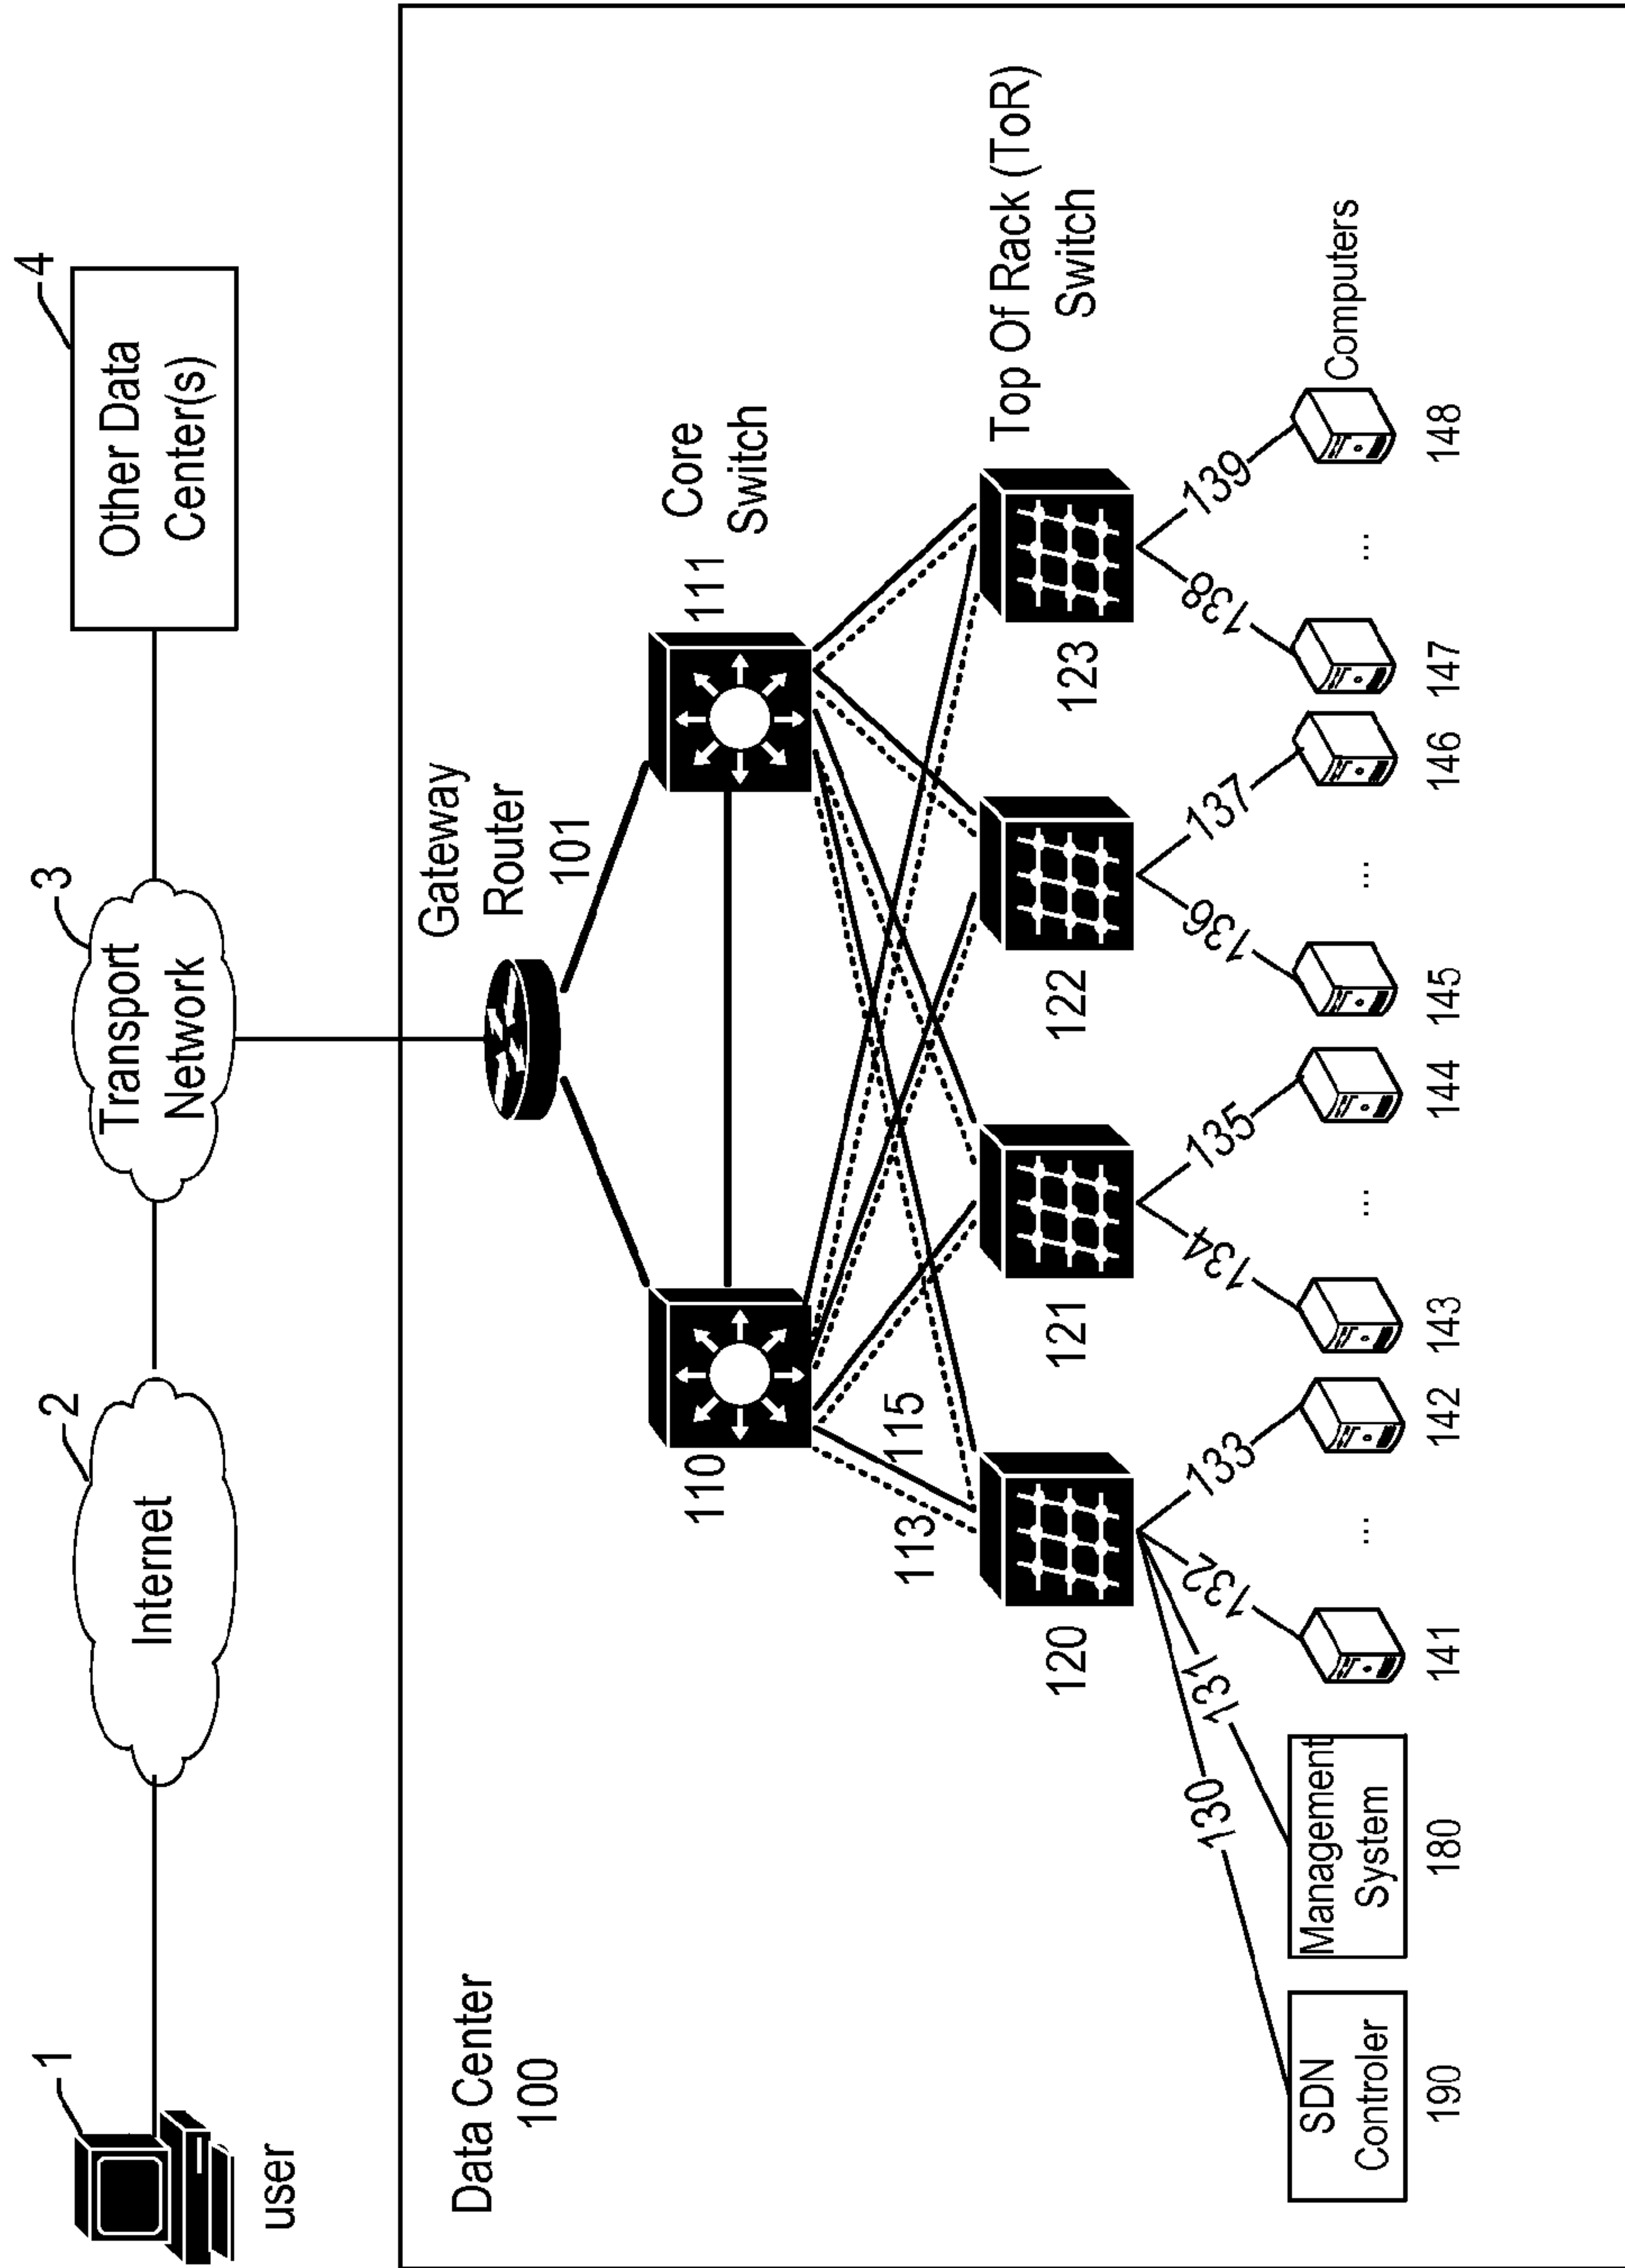 1
user
2
Internet
3
Transport
Network
4
Other Data
Center(s)
Data Center
100
Gateway
Router
101
110
111
Core
Switch
113
115
120
121
122
123
Top Of Rack (ToR)
Switch
130
131
132
133
134
135
136
137
138
139
SDN
Controler
190
Management
System
180
...
...
...
...
Computers
141
142
143
144
145
146
147
148